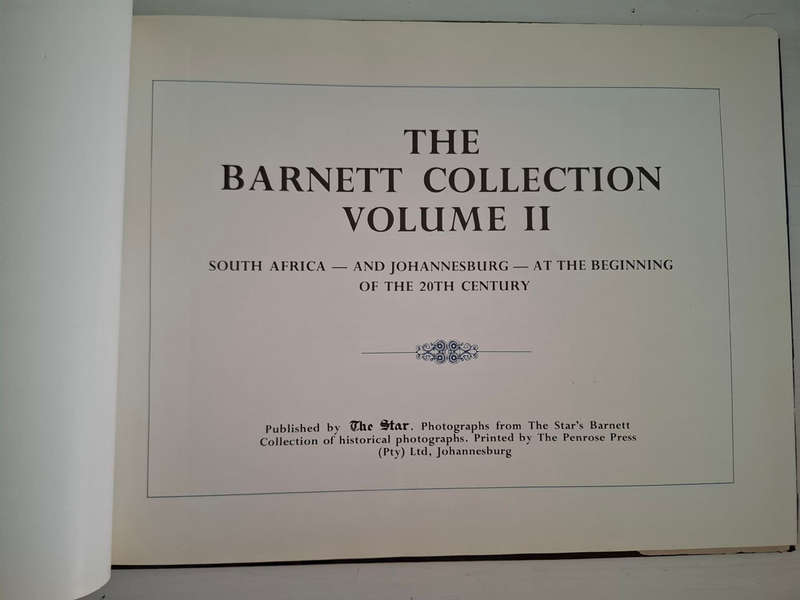 THE
BARNETT COLLECTION
VOLUME II
SOUTH AFRICA — AND JOHANNESBURG — AT THE BEGINNING
OF THE 20TH CENTURY
Published by The Star. Photographs from The Star's Barnett
Collection of historical photographs. Printed by The Penrose Press
(Pty) Ltd, Johannesburg